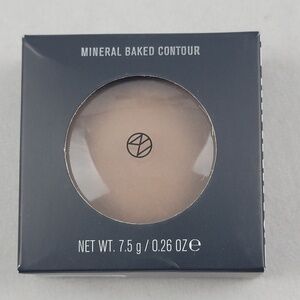 MINERAL BAKED CONTOUR
NET WT. 7.5 g / 0.26 OZ ℮